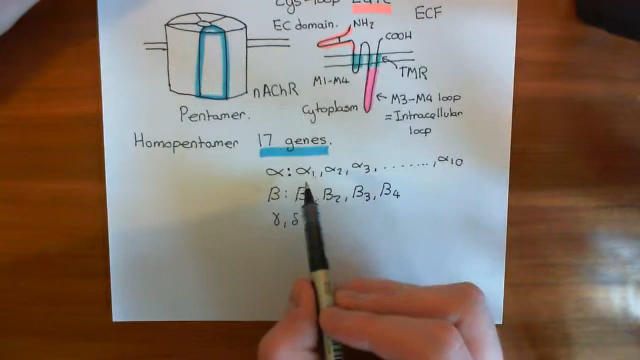 Cys-loop LGIC
EC domain.
NH2
ECF
COOH
TMR
M1-M4
nAChR
Cytoplasm
M3-M4 loop
= Intracellular
loop
Pentamer.
Homopentamer 17 genes.
α: α1, α2, α3, ........, α10
β: β1, β2, β3, β4
γ, δ